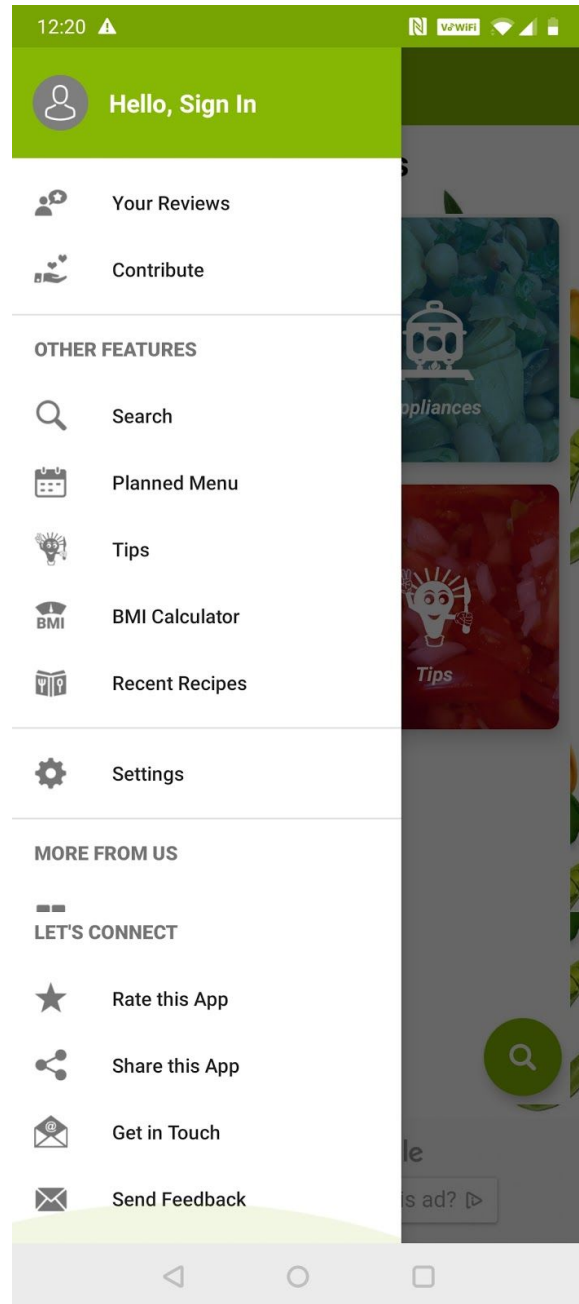 12:20
VoWiFi
Hello, Sign In
Your Reviews
Contribute
OTHER FEATURES
Search
Planned Menu
Tips
BMI
BMI Calculator
Recent Recipes
Settings
MORE FROM US
LET'S CONNECT
Rate this App
Share this App
Get in Touch
Send Feedback
s
ppliances
Tips
le
is ad?